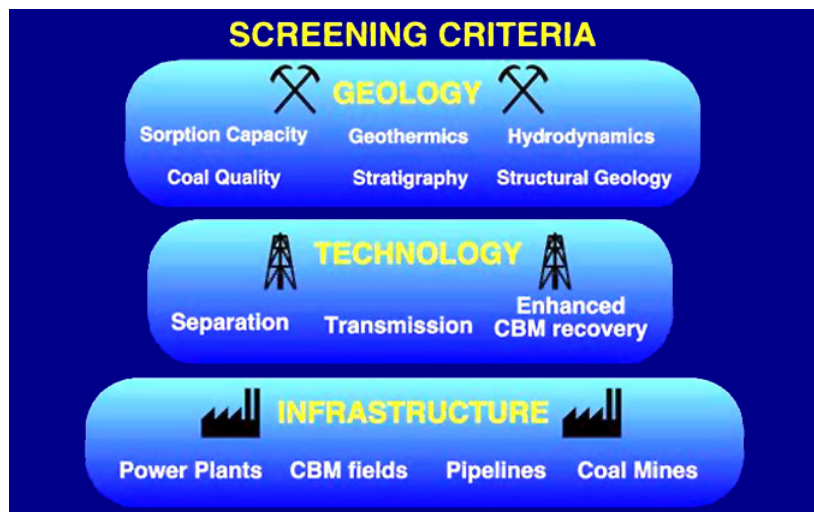 SCREENING CRITERIA
GEOLOGY
Sorption Capacity Geothermics Hydrodynamics
Coal Quality Stratigraphy Structural Geology
TECHNOLOGY
Separation Transmission Enhanced
CBM recovery
INFRASTRUCTURE
Power Plants CBM fields Pipelines Coal Mines